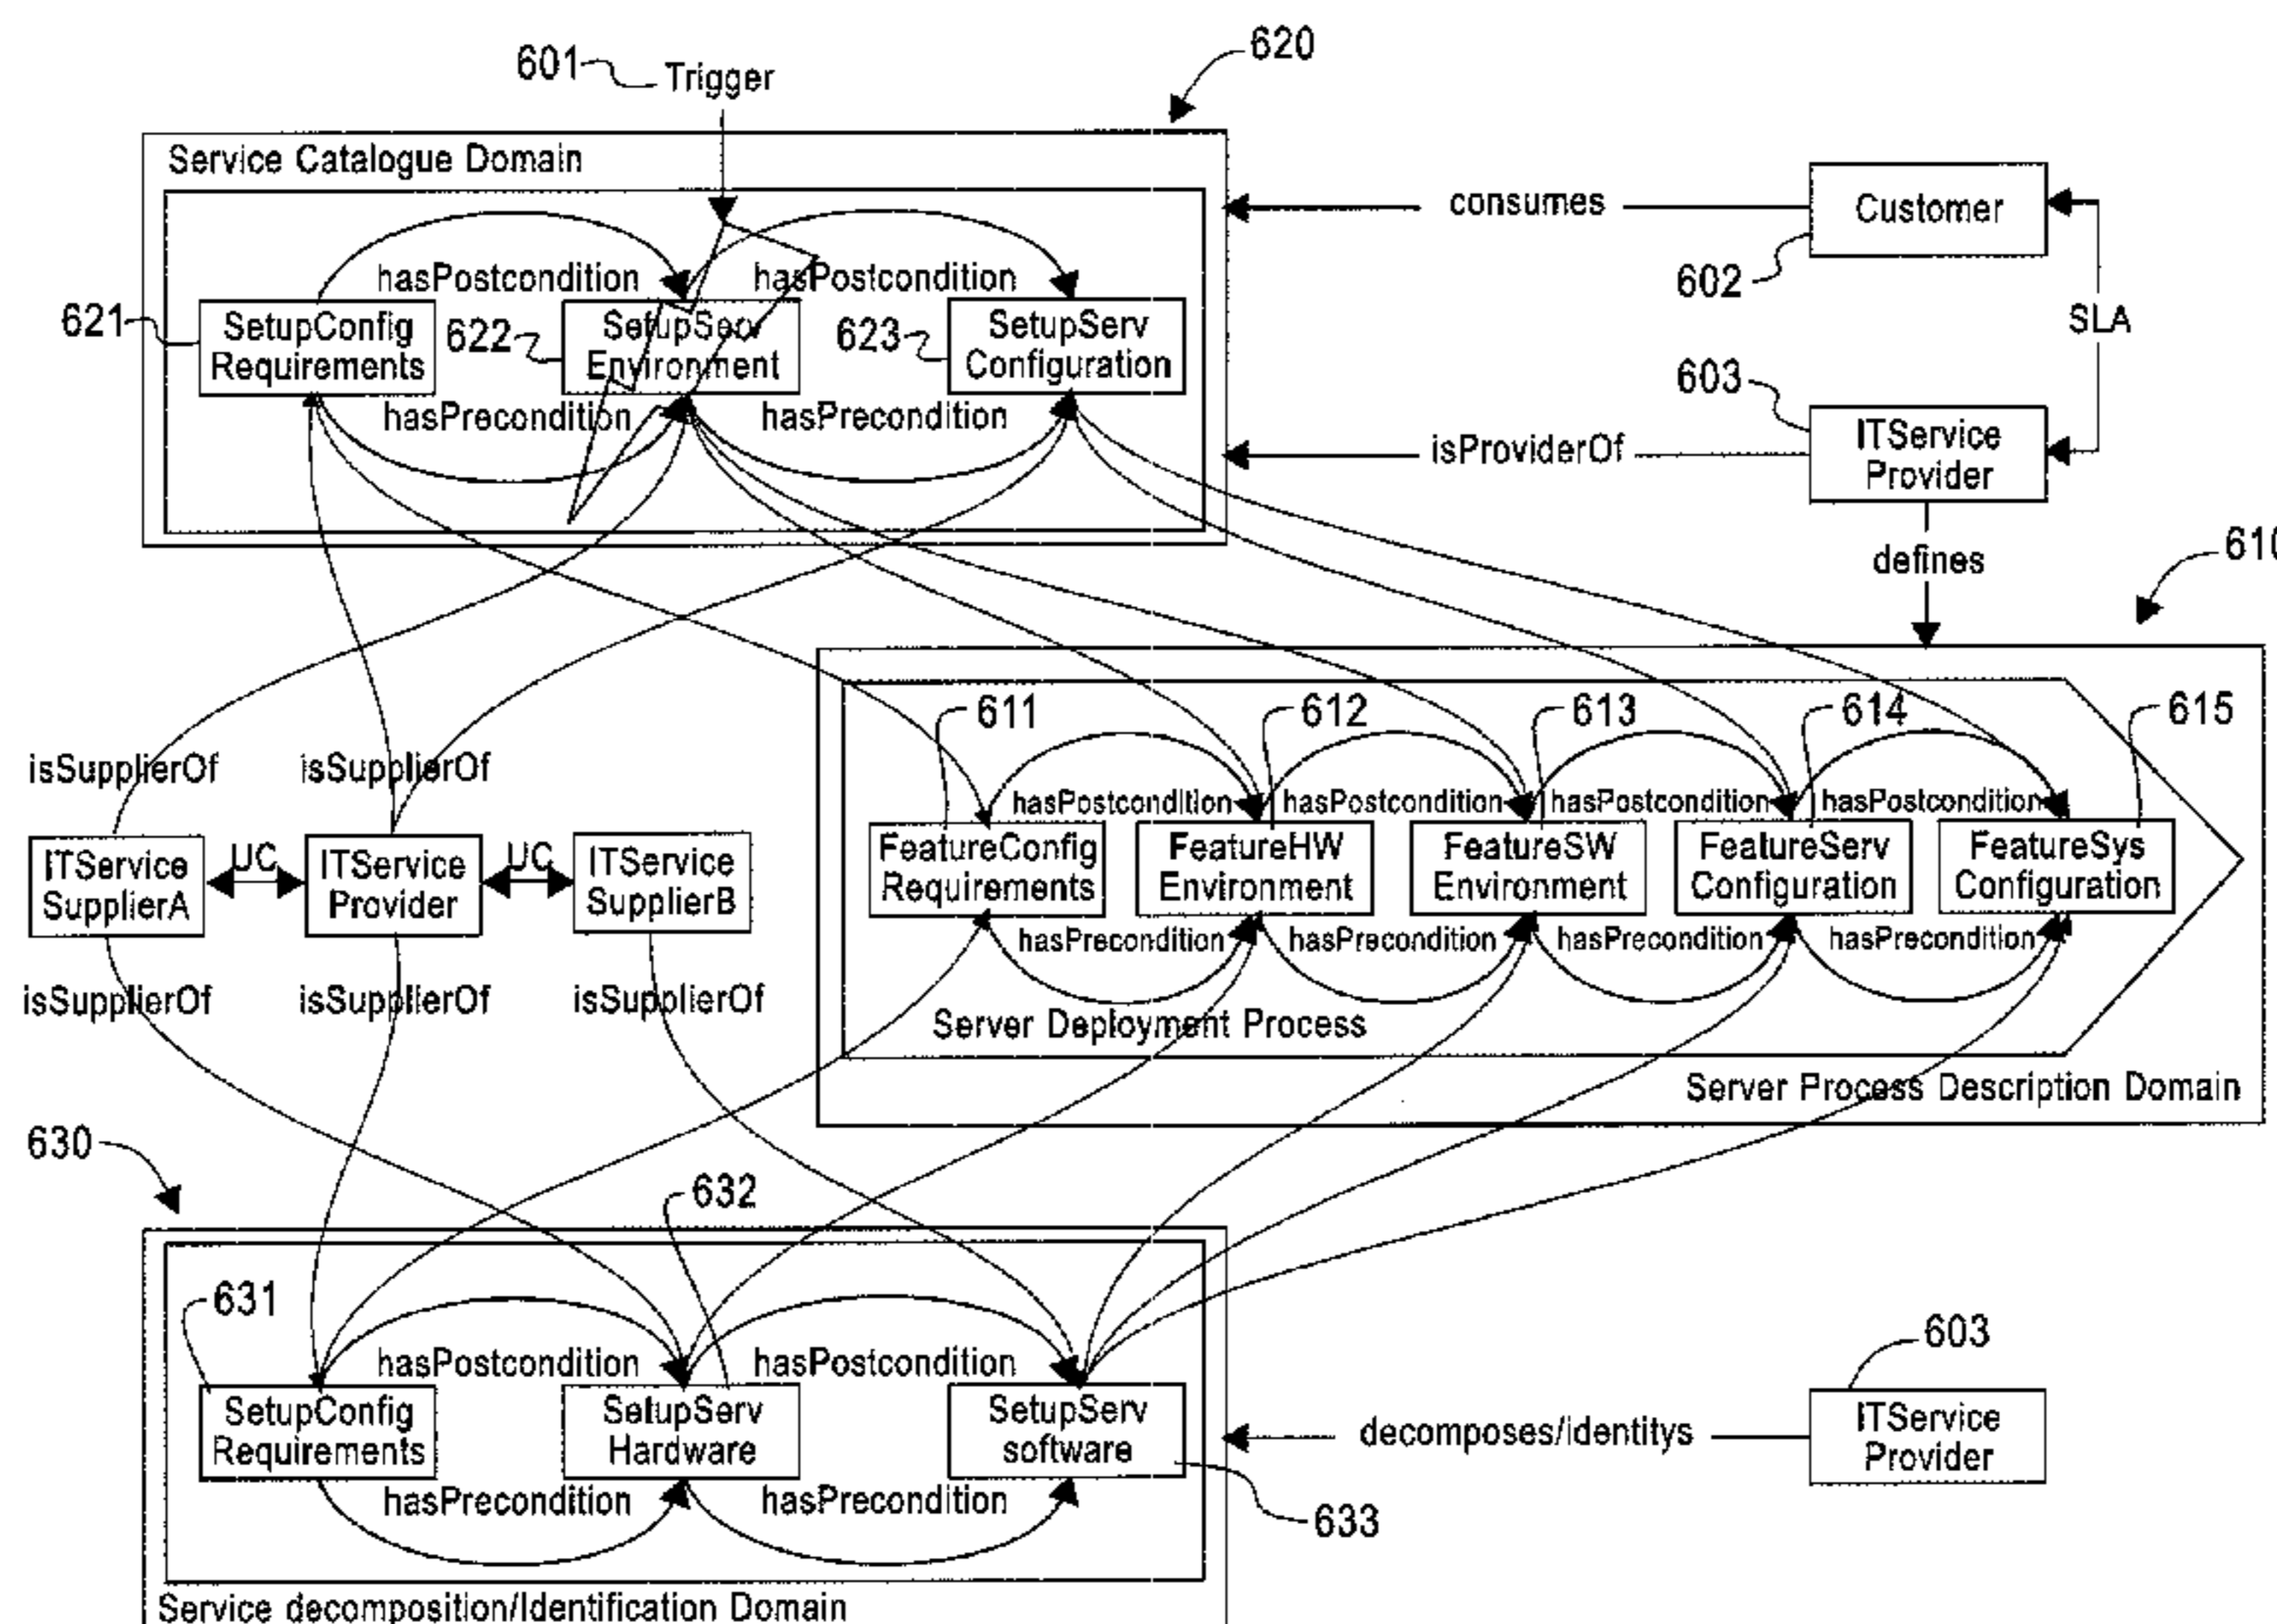 620
601
Trigger
Service Catalogue Domain
consumes
Customer
602
hasPostcondition
hasPostcondition
621
SetupConfig
Requirements
622
SetupServ
Environment
623
SetupServ
Configuration
SLA
603
hasPrecondition
hasPrecondition
isProviderOf
ITService
Provider
defines
610
611
612
613
614
615
isSupplierOf
isSupplierOf
hasPostcondition
hasPostcondition
hasPostcondition
hasPostcondition
ITService
SupplierA
UC
ITService
Provider
UC
ITService
SupplierB
FeatureConfig
Requirements
FeatureHW
Environment
FeatureSW
Environment
FeatureServ
Configuration
FeatureSys
Configuration
hasPrecondition
hasPrecondition
hasPrecondition
hasPrecondition
isSupplierOf
isSupplierOf
isSupplierOf
Server Deployment Process
Server Process Description Domain
630
632
631
603
hasPostcondition
hasPostcondition
SetupConfig
Requirements
SetupServ
Hardware
SetupServ
software
decomposes/identitys
ITService
Provider
hasPrecondition
hasPrecondition
633
Service decomposition/Identification Domain